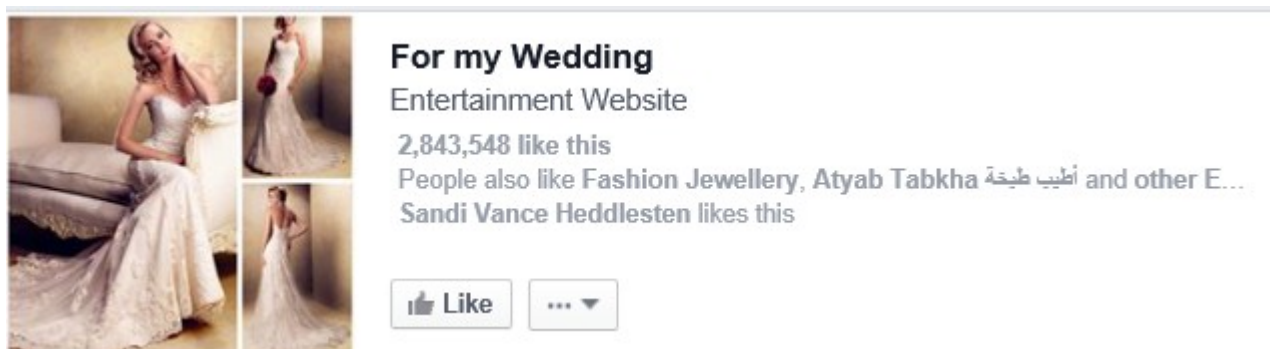 For my Wedding
Entertainment Website
2,843,548 like this
People also like Fashion Jewellery, Atyab Tabkha أطيب طبخة and other E...
Sandi Vance Heddlesten likes this
Like ...